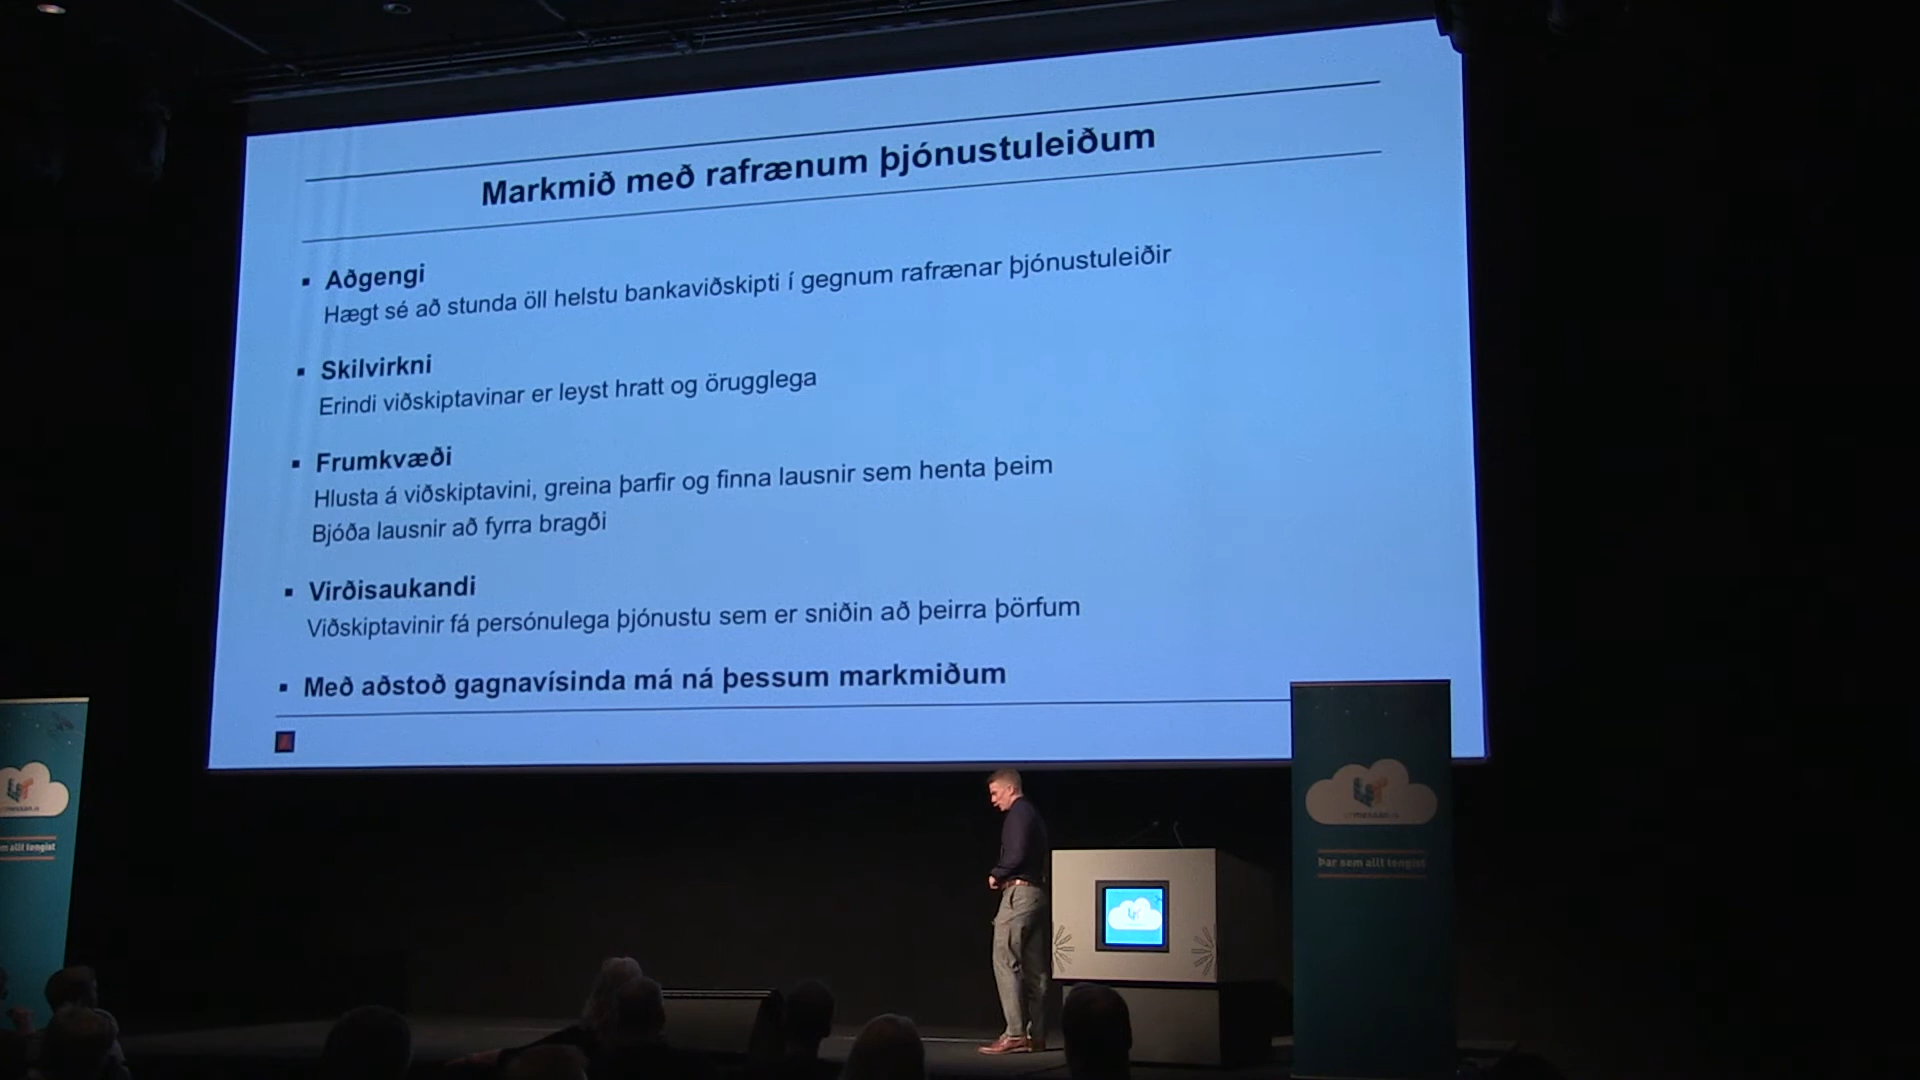 Markmið með rafrænum þjónustuleiðum
▪ Aðgengi
Hægt sé að stunda öll helstu bankaviðskipti í gegnum rafrænar þjónustuleiðir
▪ Skilvirkni
Erindi viðskiptavinar er leyst hratt og örugglega
▪ Frumkvæði
Hlusta á viðskiptavini, greina þarfir og finna lausnir sem henta þeim
Bjóða lausnir að fyrra bragði
▪ Virðisaukandi
Viðskiptavinir fá persónulega þjónustu sem er sniðin að þeirra þörfum
▪ Með aðstoð gagnavísinda má ná þessum markmiðum
m allt tengist
Þar sem allt tengist